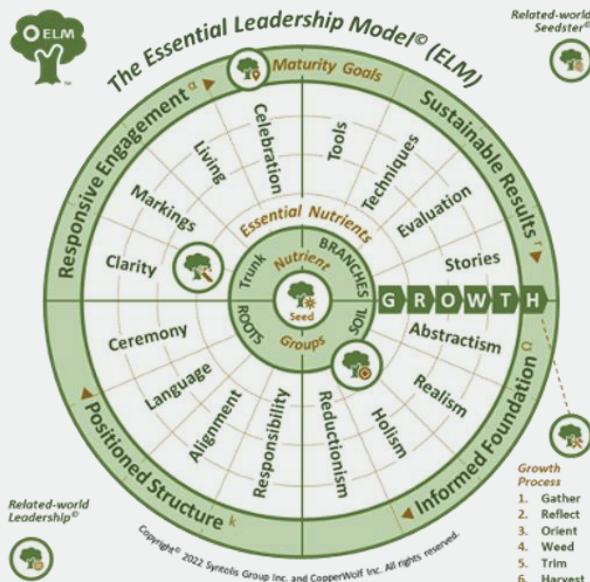 OELM
TM
The Essential Leadership Model© (ELM)
Related-world
Seedster©
Maturity Goals
Responsive Engagement α
Sustainable Results r
Informed Foundation Ω
Positioned Structure k
Essential Nutrients
Tools
Techniques
Evaluation
Stories
Abstractism
Realism
Holism
Reductionism
Responsibility
Alignment
Language
Ceremony
Clarity
Markings
Living
Celebration
Nutrient
Groups
Trunk
BRANCHES
SOIL
ROOTS
Seed
GROWTH
Growth
Process
1. Gather
2. Reflect
3. Orient
4. Weed
5. Trim
6. Harvest
Related-world
Leadership©
Copyright© 2022 Syntolis Group Inc. and CopperWolf Inc. All rights reserved.